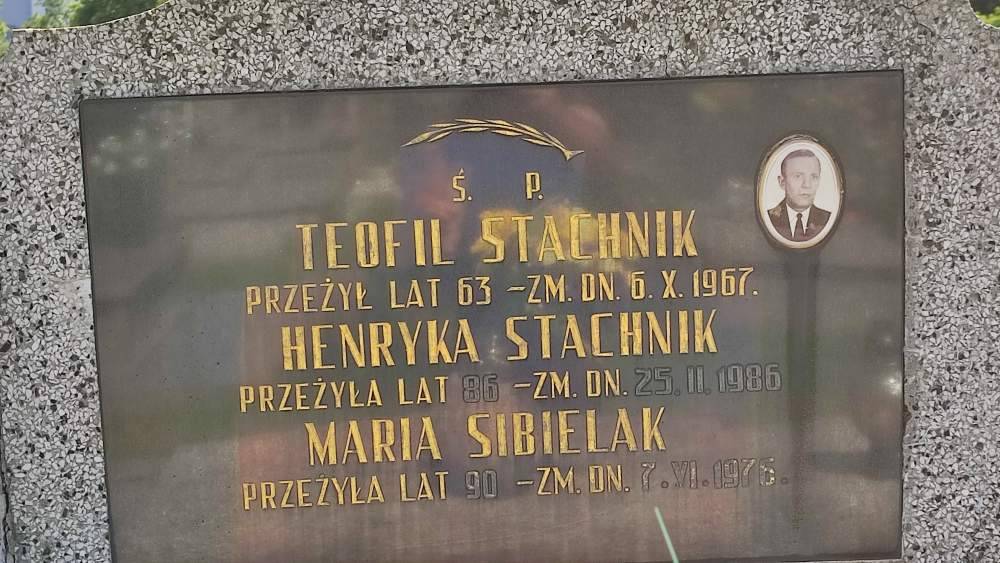 Ś. P.
TEOFIL STACHNIK
PRZEŻYŁ LAT 63 – ZM. DN. 6. X. 1967.
HENRYKA STACHNIK
PRZEŻYŁA LAT 86 – ZM. DN. 25. II. 1986
MARIA SIBIELAK
PRZEŻYŁA LAT 90 – ZM. DN. 7. VI. 1976.